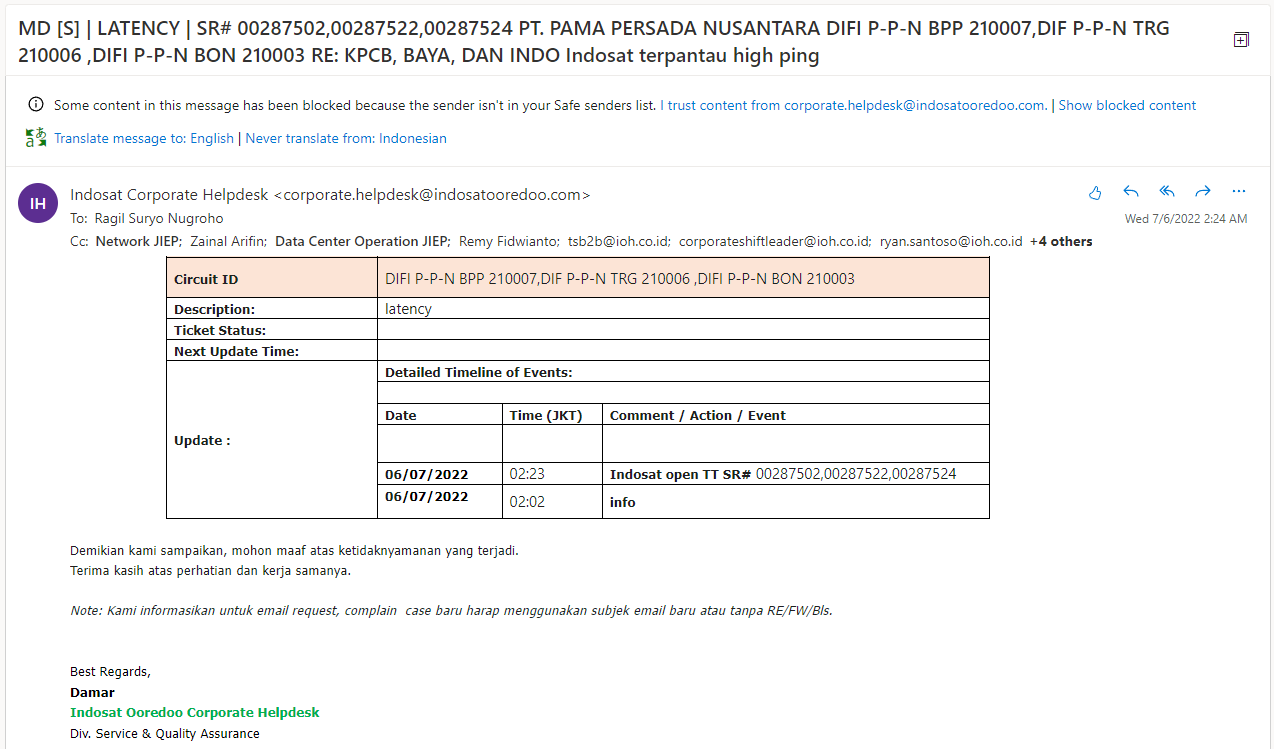 MD [S] | LATENCY | SR# 00287502,00287522,00287524 PT. PAMA PERSADA NUSANTARA DIFI P-P-N BPP 210007,DIF P-P-N TRG
210006 ,DIFI P-P-N BON 210003 RE: KPCB, BAYA, DAN INDO Indosat terpantau high ping
Some content in this message has been blocked because the sender isn't in your Safe senders list. I trust content from corporate.helpdesk@indosatooredoo.com. | Show blocked content
Translate message to: English | Never translate from: Indonesian
IH
Indosat Corporate Helpdesk <corporate.helpdesk@indosatooredoo.com>
To: Ragil Suryo Nugroho
Wed 7/6/2022 2:24 AM
Cc: Network JIEP; Zainal Arifin; Data Center Operation JIEP; Remy Fidwianto; tsb2b@ioh.co.id; corporateshiftleader@ioh.co.id; ryan.santoso@ioh.co.id +4 others
Circuit ID DIFI P-P-N BPP 210007,DIF P-P-N TRG 210006 ,DIFI P-P-N BON 210003
Description: latency
Ticket Status:
Next Update Time:
Update :
Detailed Timeline of Events:
Date Time (JKT) Comment / Action / Event
06/07/2022 02:23 Indosat open TT SR# 00287502,00287522,00287524
06/07/2022 02:02 info
Demikian kami sampaikan, mohon maaf atas ketidaknyamanan yang terjadi.
Terima kasih atas perhatian dan kerja samanya.
Note: Kami informasikan untuk email request, complain  case baru harap menggunakan subjek email baru atau tanpa RE/FW/Bls.
Best Regards,
Damar
Indosat Ooredoo Corporate Helpdesk
Div. Service & Quality Assurance